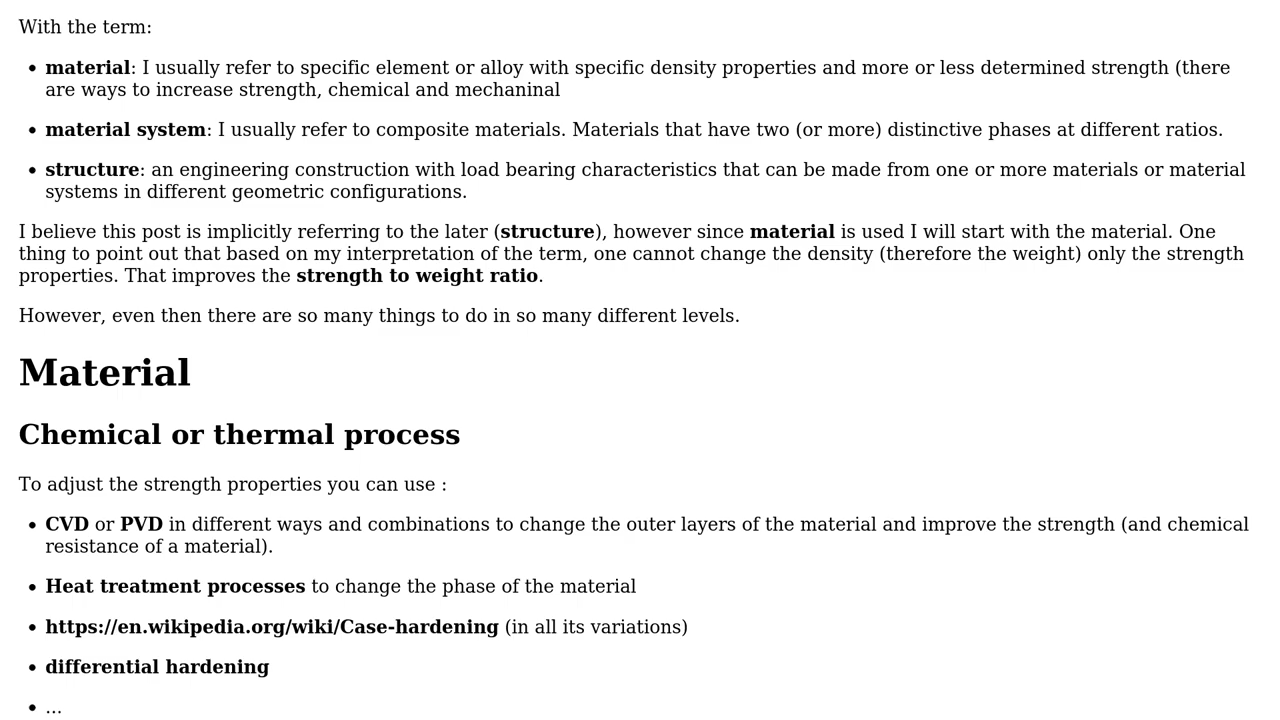 With the term:
• material: I usually refer to specific element or alloy with specific density properties and more or less determined strength (there
are ways to increase strength, chemical and mechaninal
• material system: I usually refer to composite materials. Materials that have two (or more) distinctive phases at different ratios.
• structure: an engineering construction with load bearing characteristics that can be made from one or more materials or material
systems in different geometric configurations.
I believe this post is implicitly referring to the later (structure), however since material is used I will start with the material. One
thing to point out that based on my interpretation of the term, one cannot change the density (therefore the weight) only the strength
properties. That improves the strength to weight ratio.
However, even then there are so many things to do in so many different levels.
Material
Chemical or thermal process
To adjust the strength properties you can use :
• CVD or PVD in different ways and combinations to change the outer layers of the material and improve the strength (and chemical
resistance of a material).
• Heat treatment processes to change the phase of the material
• https://en.wikipedia.org/wiki/Case-hardening (in all its variations)
• differential hardening
• ...